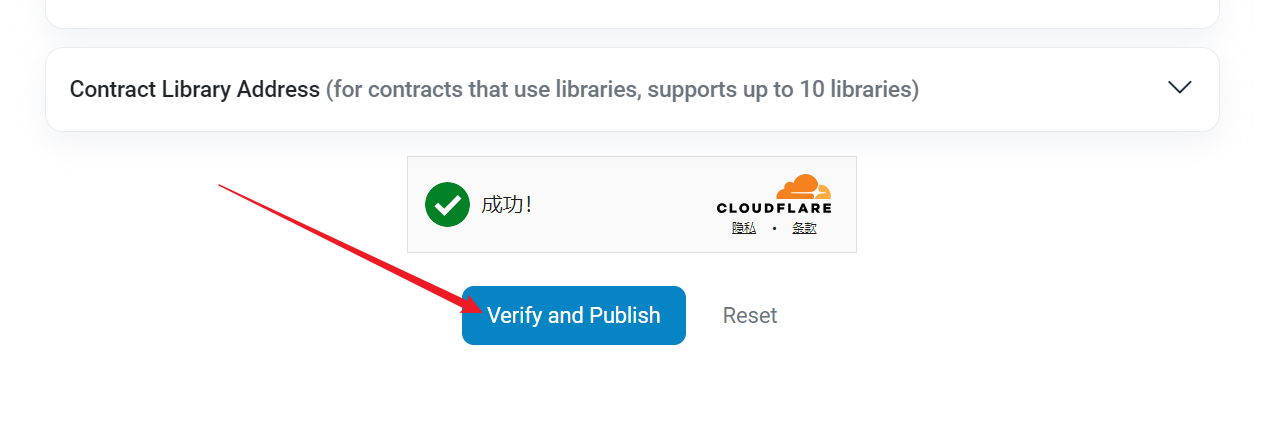 Contract Library Address (for contracts that use libraries, supports up to 10 libraries)
成功!
CLOUDFLARE
隐私 • 条款
Verify and Publish Reset